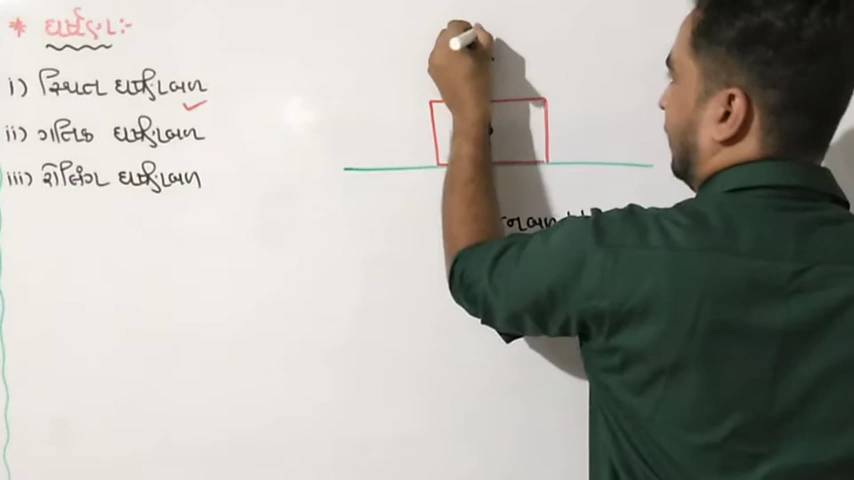 * ઘર્ષણ:-
i) સ્થિત ઘર્ષણબળ
ii) ગતિક ઘર્ષણબળ
iii) રોલિંગ ઘર્ષણબળ